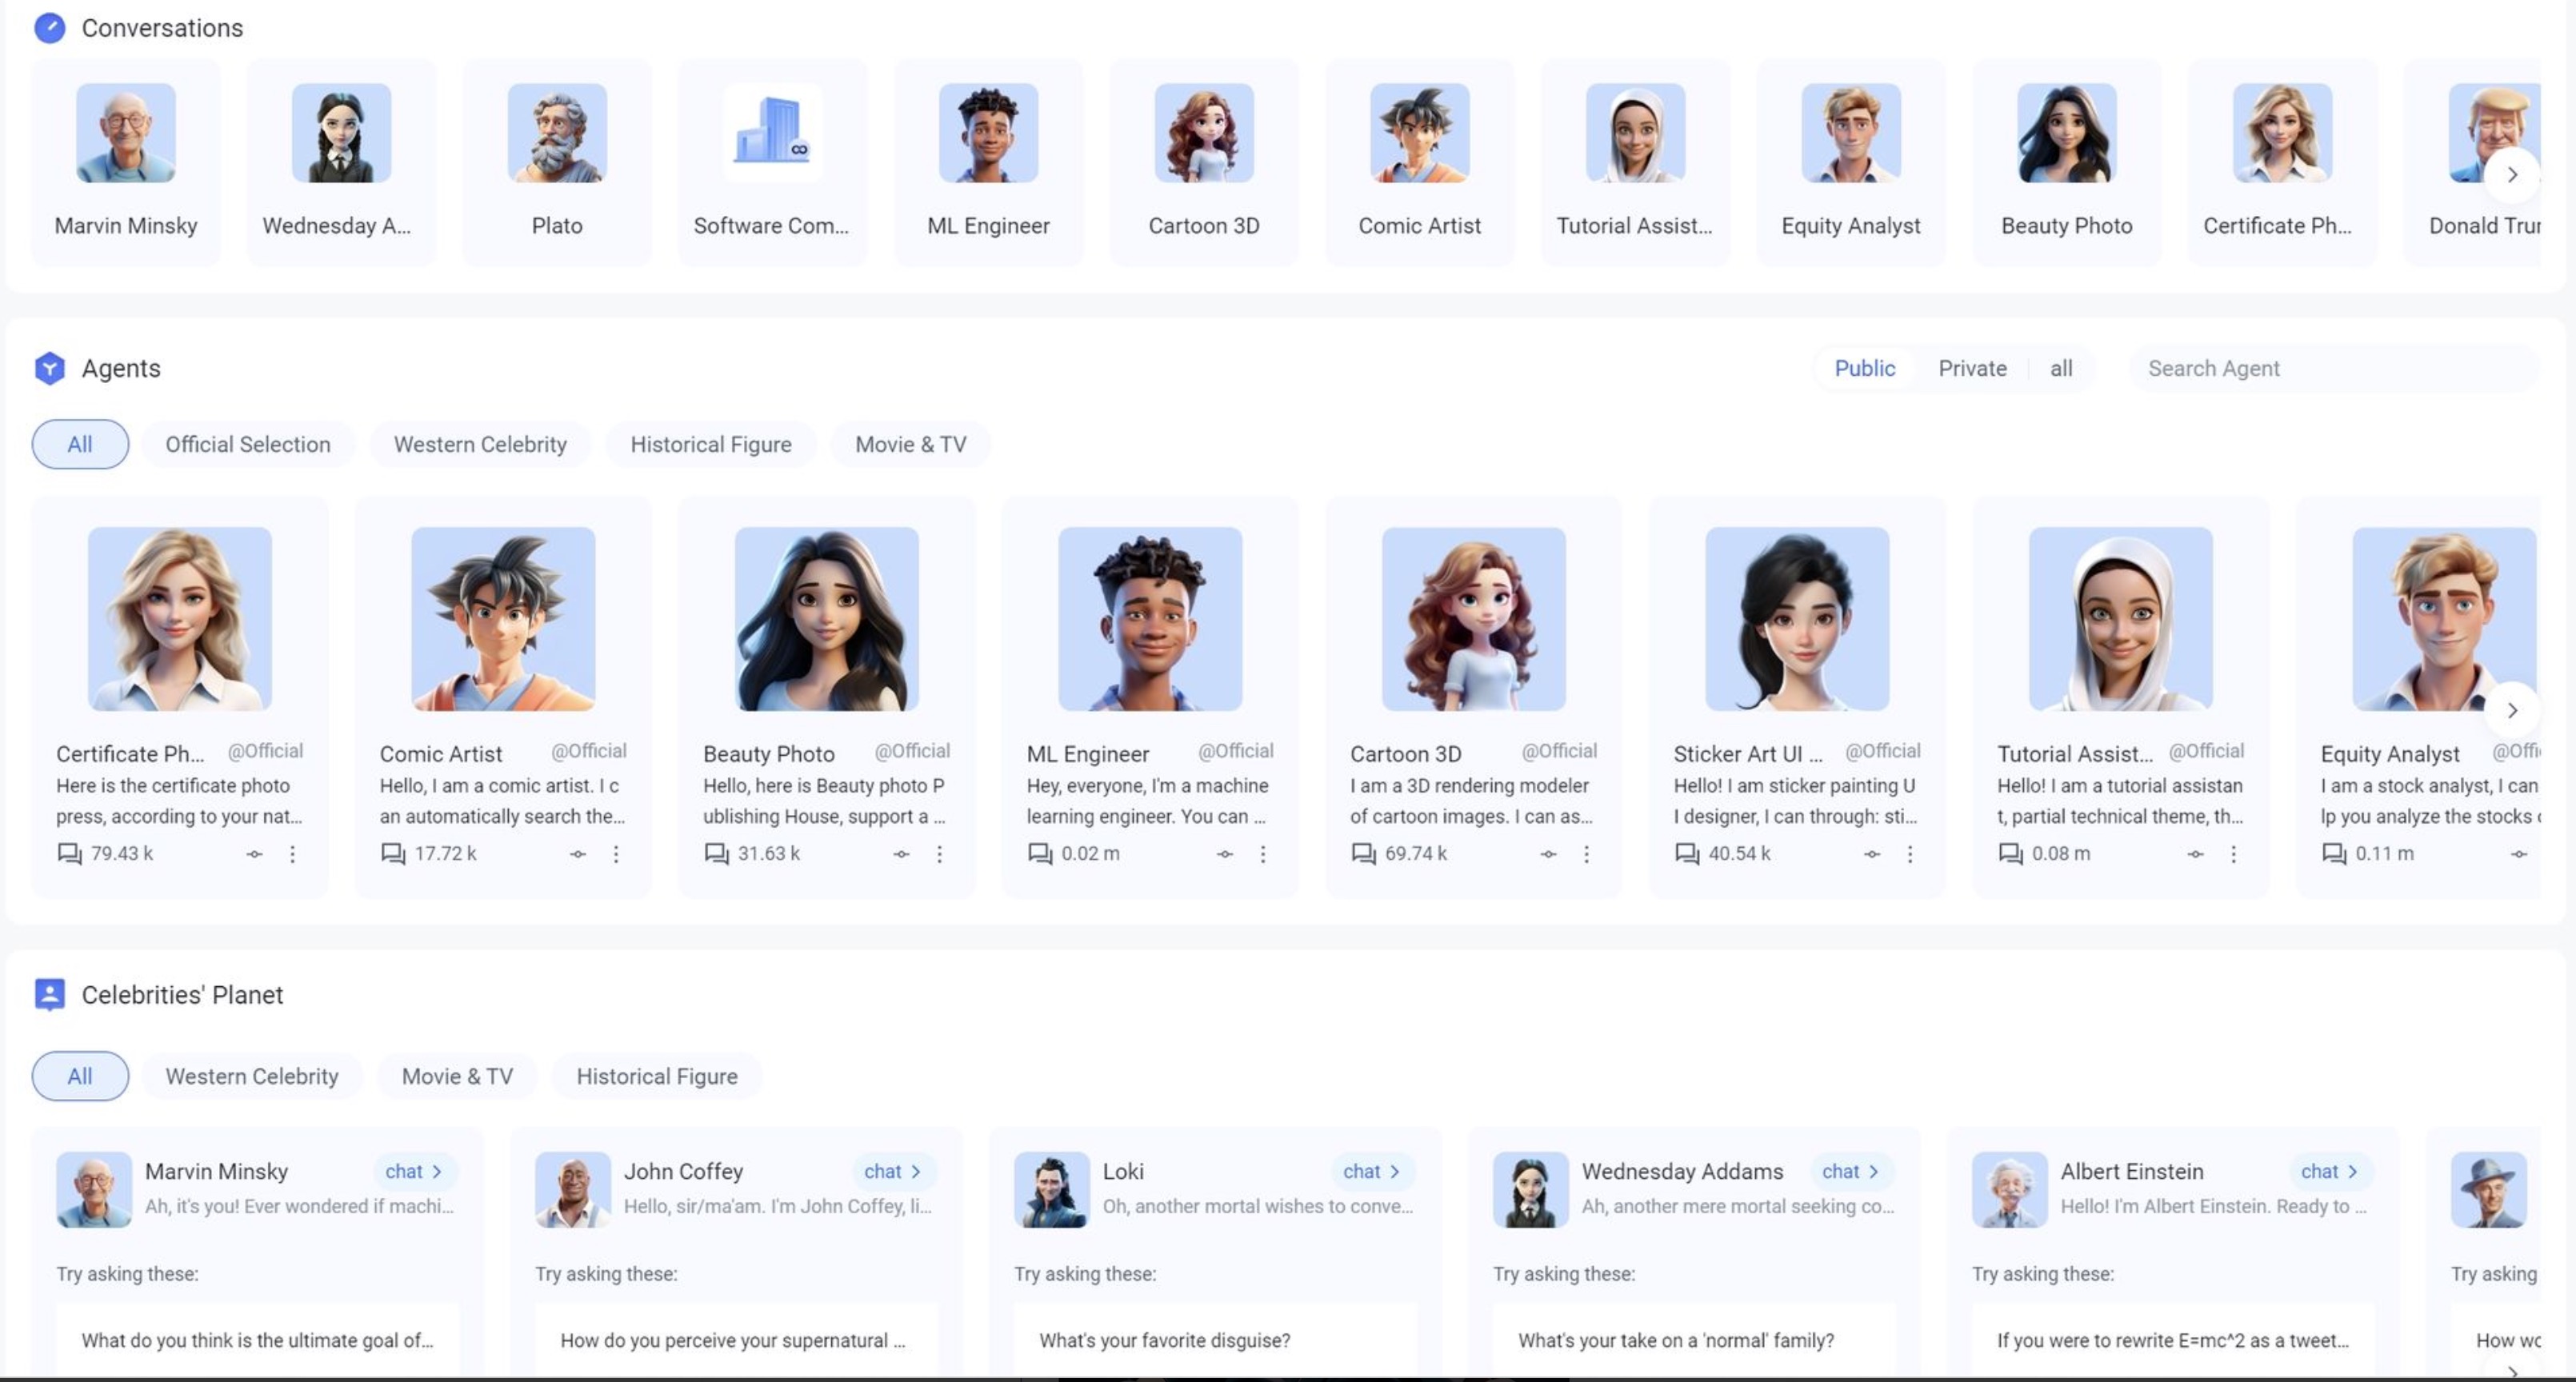 Conversations
Marvin Minsky
Wednesday A...
Plato
Software Com...
ML Engineer
Cartoon 3D
Comic Artist
Tutorial Assist...
Equity Analyst
Beauty Photo
Certificate Ph...
Donald Trum
Agents
Public
Private
all
Search Agent
All
Official Selection
Western Celebrity
Historical Figure
Movie & TV
Certificate Ph... @Official
Here is the certificate photo
press, according to your nat...
79.43 k
Comic Artist @Official
Hello, I am a comic artist. I c
an automatically search the...
17.72 k
Beauty Photo @Official
Hello, here is Beauty photo P
ublishing House, support a ...
31.63 k
ML Engineer @Official
Hey, everyone, I'm a machine
learning engineer. You can ...
0.02 m
Cartoon 3D @Official
I am a 3D rendering modeler
of cartoon images. I can as...
69.74 k
Sticker Art UI ... @Official
Hello! I am sticker painting U
I designer, I can through: sti...
40.54 k
Tutorial Assist... @Official
Hello! I am a tutorial assistan
t, partial technical theme, th...
0.08 m
Equity Analyst @Offi
I am a stock analyst, I can
lp you analyze the stocks
0.11 m
Celebrities' Planet
All
Western Celebrity
Movie & TV
Historical Figure
Marvin Minsky
chat >
Ah, it's you! Ever wondered if machi...
Try asking these:
What do you think is the ultimate goal of...
John Coffey
chat >
Hello, sir/ma'am. I'm John Coffey, li...
Try asking these:
How do you perceive your supernatural ...
Loki
chat >
Oh, another mortal wishes to conve...
Try asking these:
What's your favorite disguise?
Wednesday Addams
chat >
Ah, another mere mortal seeking co...
Try asking these:
What's your take on a 'normal' family?
Albert Einstein
chat >
Hello! I'm Albert Einstein. Ready to ...
Try asking these:
If you were to rewrite E=mc^2 as a tweet...
Try asking
How wo